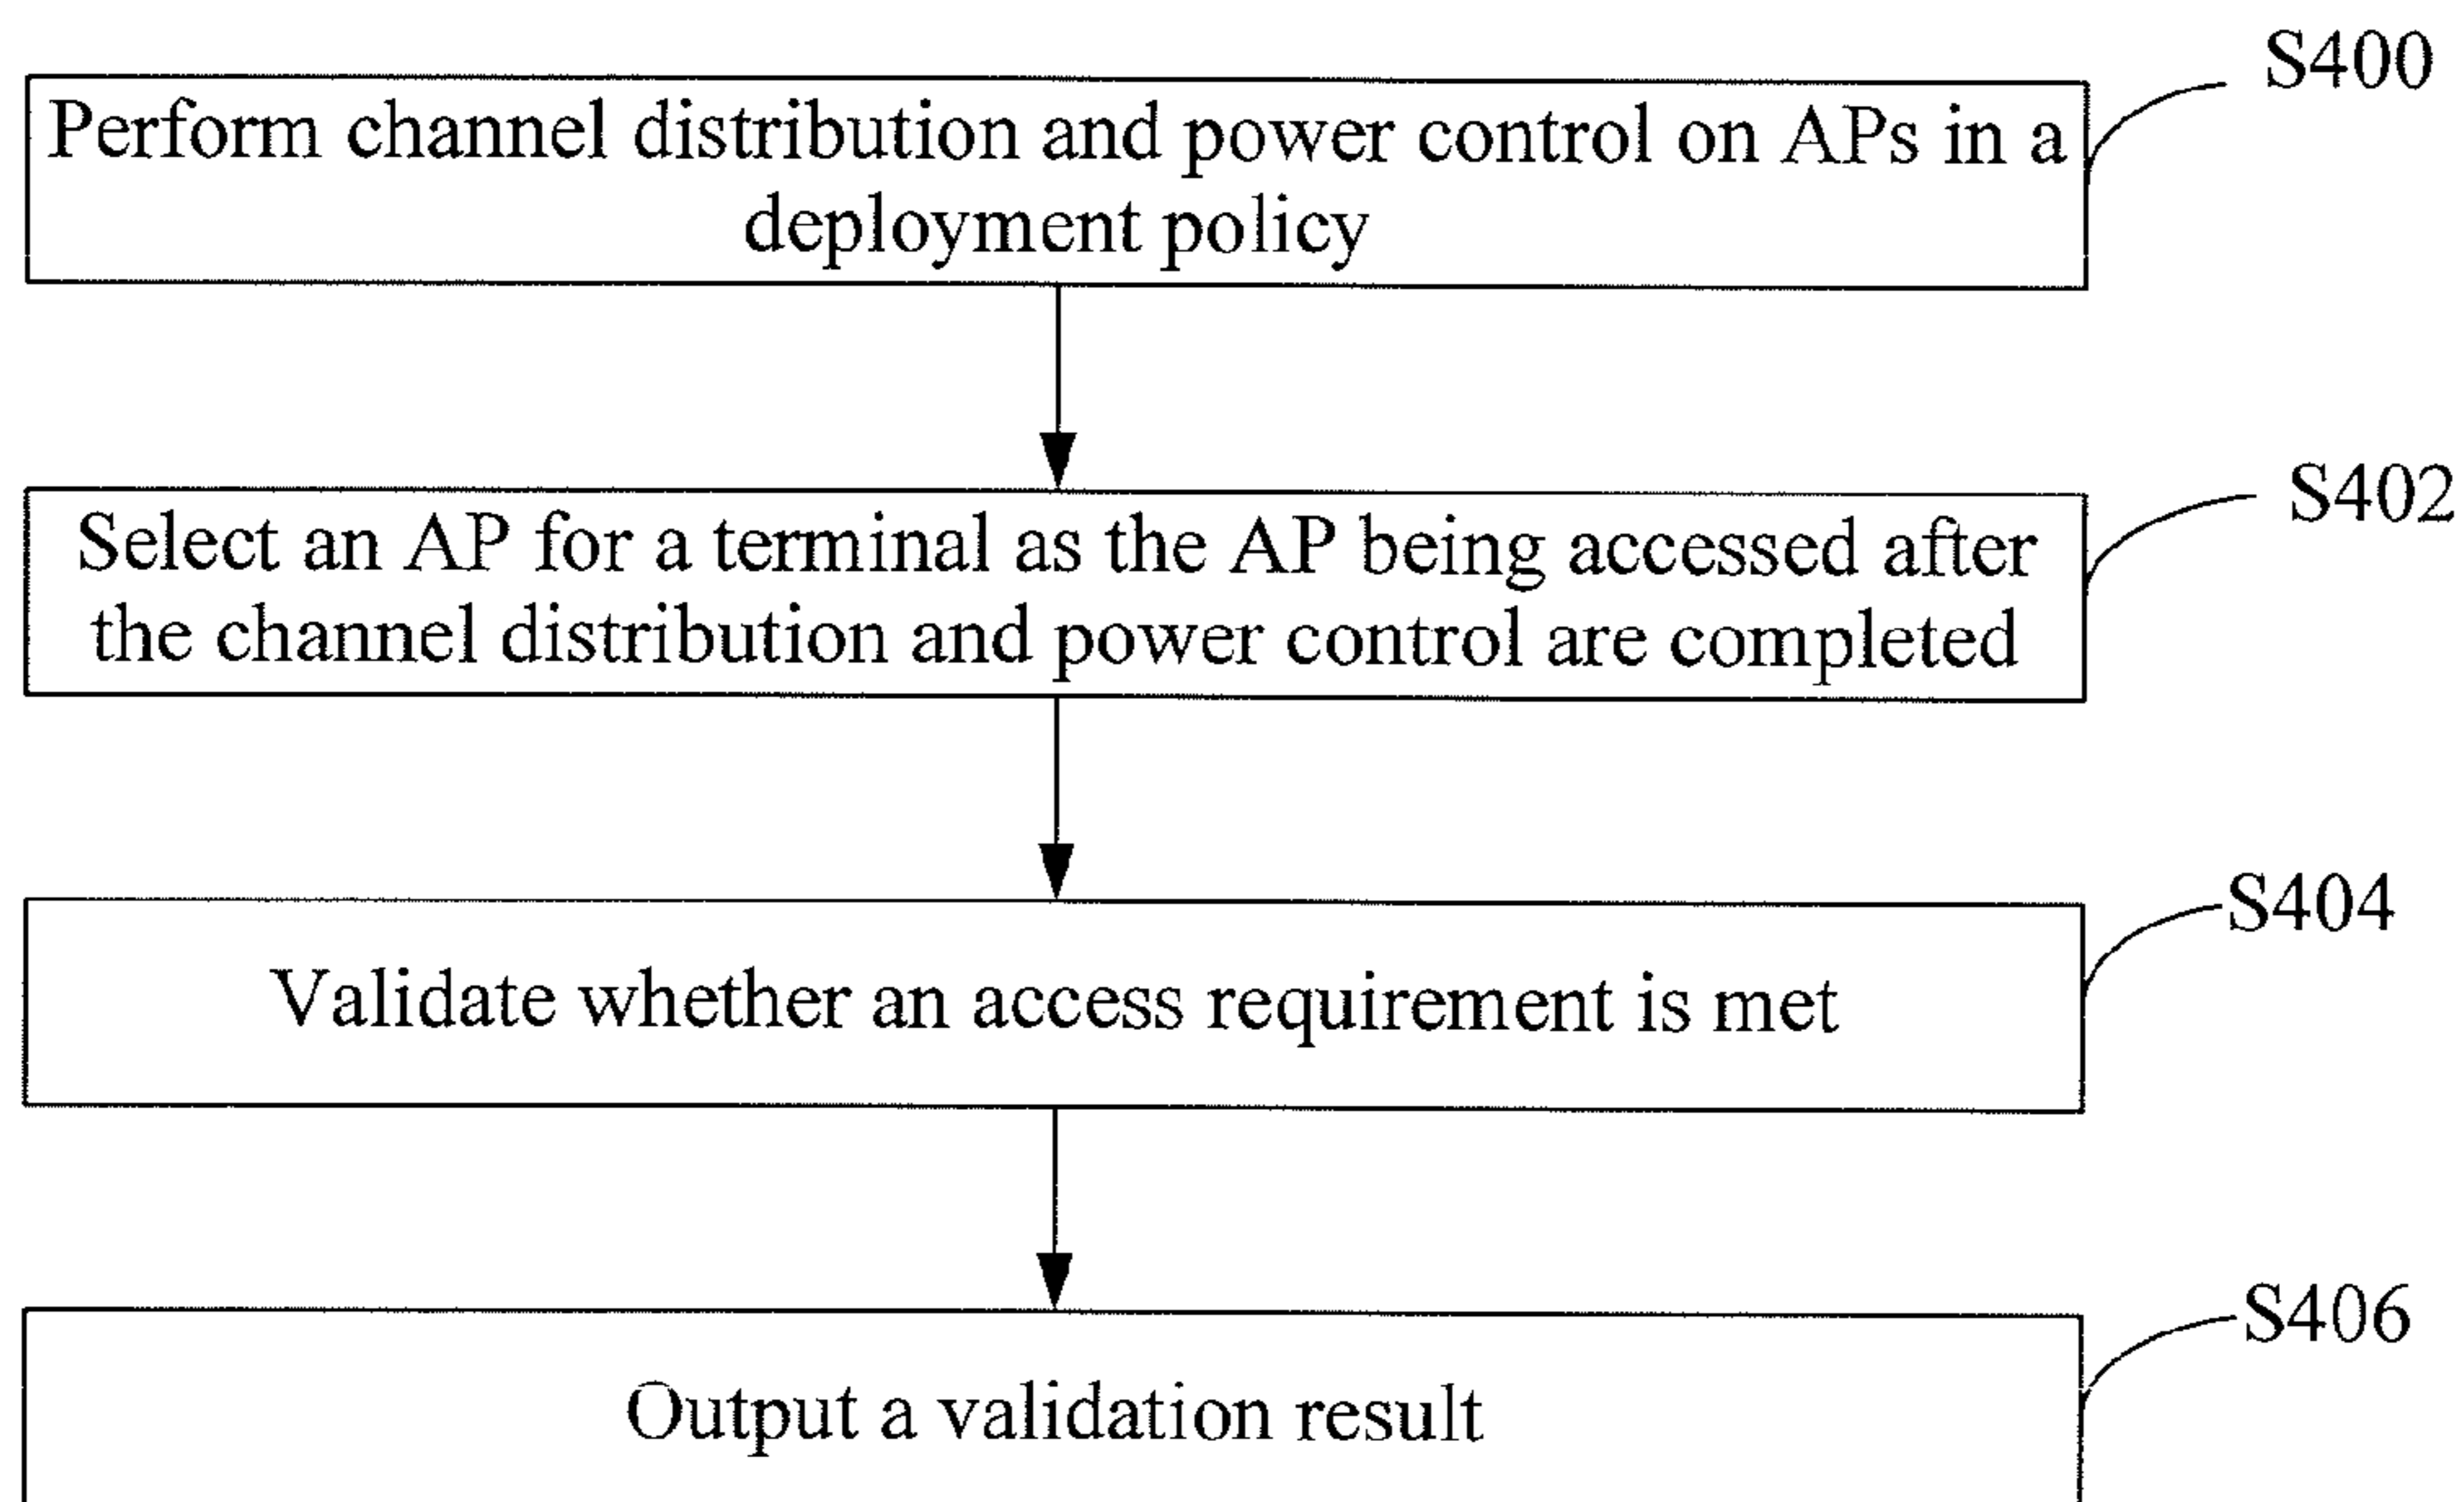 S400
Perform channel distribution and power control on APs in a
deployment policy
S402
Select an AP for a terminal as the AP being accessed after
the channel distribution and power control are completed
S404
Validate whether an access requirement is met
S406
Output a validation result